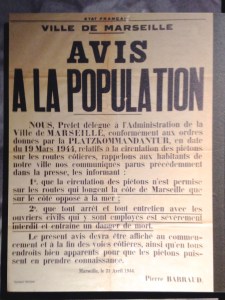 ETAT FRANÇAIS
VILLE DE MARSEILLE
AVIS
A LA POPULATION
NOUS, Préfet délégué à l'Administration de la
Ville de MARSEILLE, conformément aux ordres
donnés par la PLATZKOMMANDANTUR, en date
du 19 Mars 1944, relatifs à la circulation des piétons
sur les routes côtières, rappelons aux habitants de
notre ville nos communiqués parus précédemment
dans la presse, les informant :
1º. que la circulation des piétons n'est permise
sur les routes qui longent la côte de Marseille que
sur le côté opposé à la mer ;
2º. que tout arrêt et tout entretien avec les
ouvriers civils qui y sont employés est sévèrement
interdit et entraîne un danger de mort.
Le présent avis devra être affiché au commen-
cement et à la fin des voies côtières, ainsi qu'en tous
endroits bien apparents pour que les piétons puis-
sent en prendre connaissance.
Marseille, le Avril 1944
Pierre BARRAUD